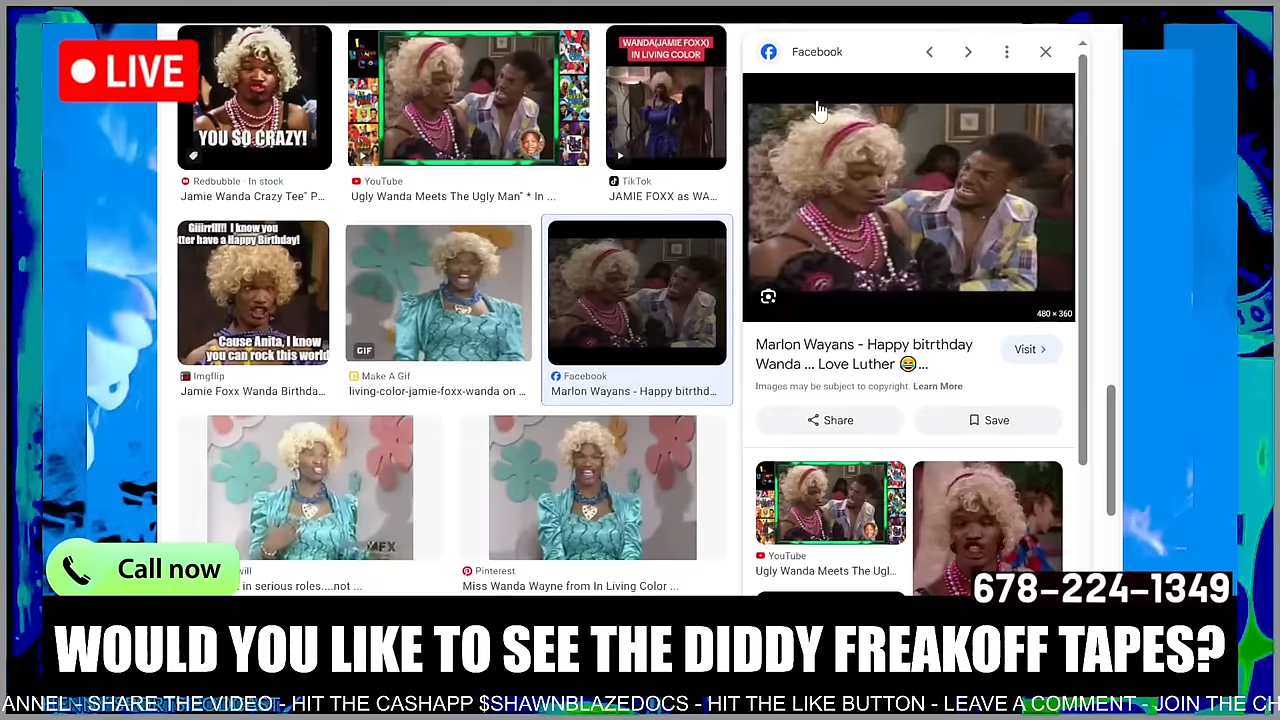 LIVE
YOU SO CRAZY!
Redbubble · In stock
Jamie Wanda Crazy Tee" P...
YouTube
Ugly Wanda Meets The Ugly Man" * In ...
WANDA(JAMIE FOXX)
IN LIVING COLOR
TikTok
JAMIE FOXX as WA...
Giiirrlll!! I know you
tter have a Happy Birthday!
Cause Anita, I know
you can rock this world
Imgflip
Jamie Foxx Wanda Birthda...
GIF
Make A Gif
living-color-jamie-foxx-wanda on ...
Facebook
Marlon Wayans - Happy bitrthd...
in serious roles....not ...
Pinterest
Miss Wanda Wayne from In Living Color ...
Facebook
480 × 360
Marlon Wayans - Happy bitrthday
Wanda ... Love Luther 😄...
Visit
Images may be subject to copyright. Learn More
Share
Save
YouTube
Ugly Wanda Meets The Ugl...
Call now
678-224-1349
WOULD YOU LIKE TO SEE THE DIDDY FREAKOFF TAPES?
ANNEL - SHARE THE VIDEO - HIT THE CASHAPP $SHAWNBLAZEDOCS - HIT THE LIKE BUTTON - LEAVE A COMMENT - JOIN THE CH